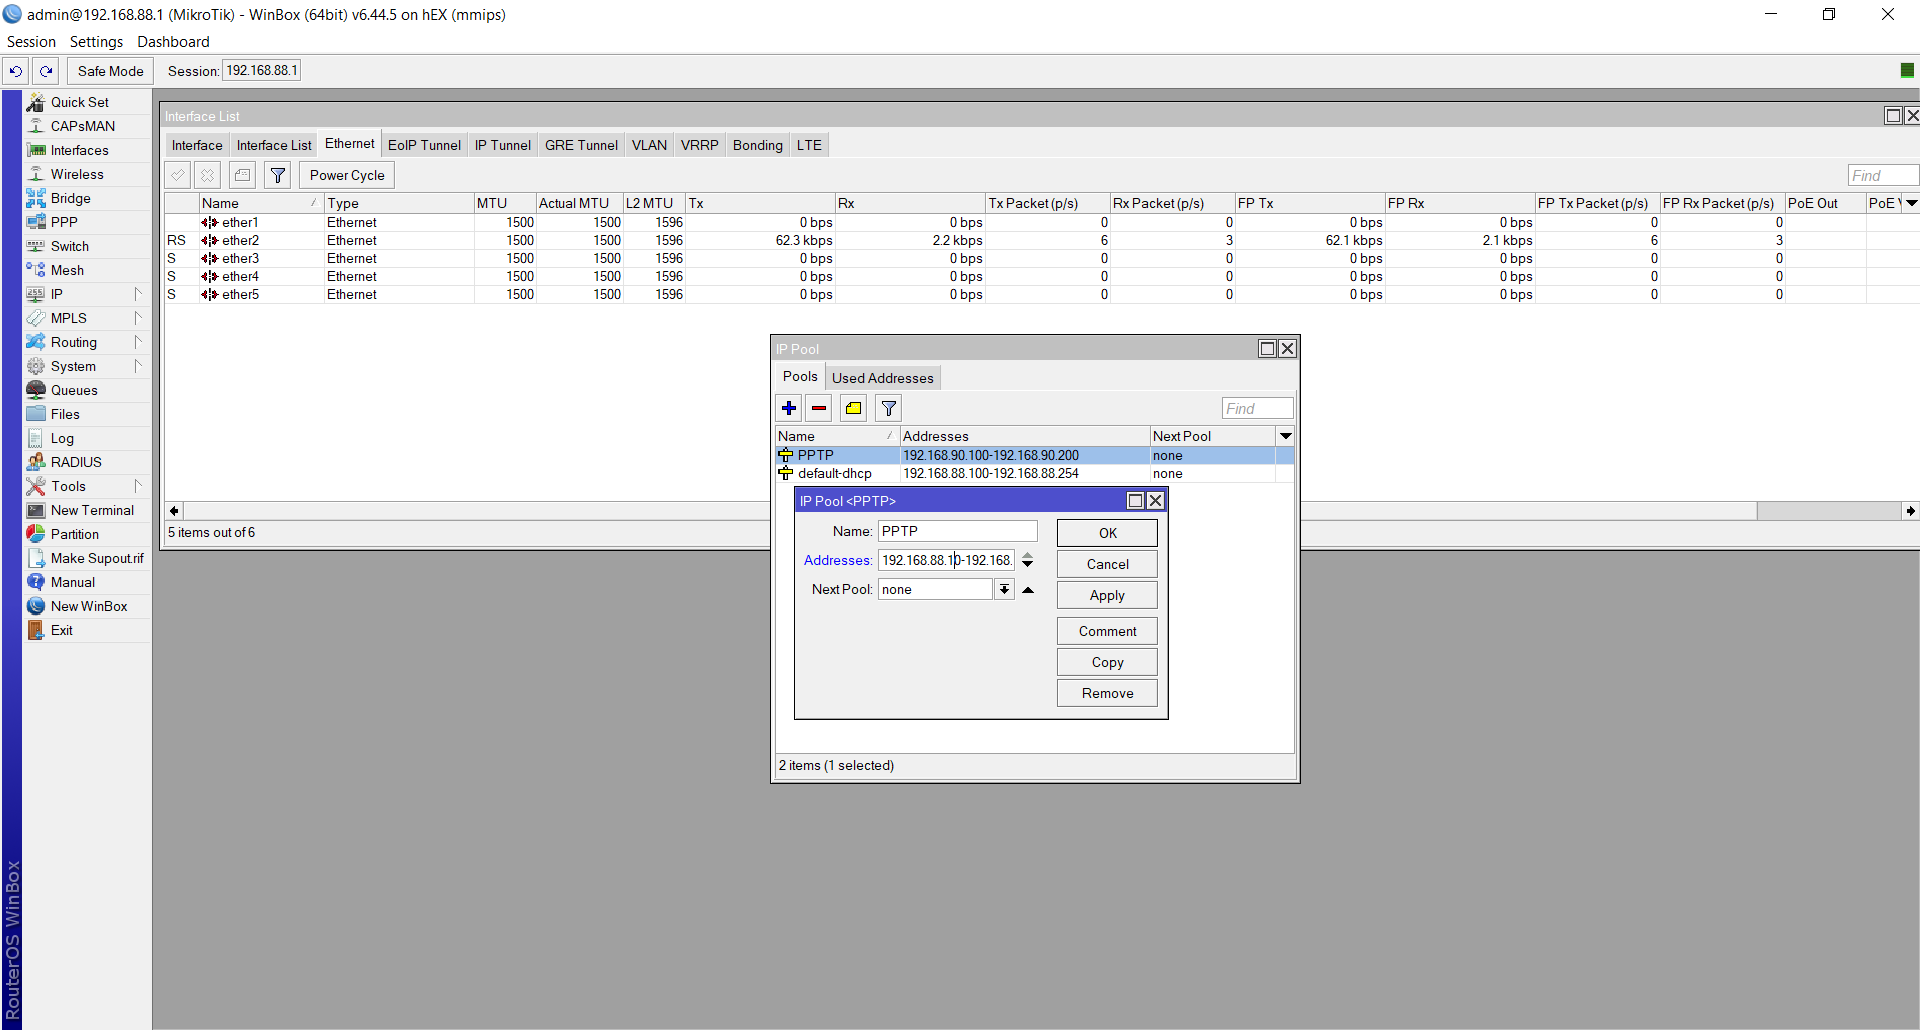 admin@192.168.88.1 (MikroTik) - WinBox (64bit) v6.44.5 on hEX (mmips)
Session Settings Dashboard
Safe Mode Session: 192.168.88.1
Quick Set
CAPsMAN
Interfaces
Wireless
Bridge
PPP
Switch
Mesh
IP
MPLS
Routing
System
Queues
Files
Log
RADIUS
Tools
New Terminal
Partition
Make Supout.rif
Manual
New WinBox
Exit
RouterOS WinBox
Interface List
Interface Interface List Ethernet EoIP Tunnel IP Tunnel GRE Tunnel VLAN VRRP Bonding LTE
Power Cycle Find
Name Type MTU Actual MTU L2 MTU Tx Rx Tx Packet (p/s) Rx Packet (p/s) FP Tx FP Rx FP Tx Packet (p/s) FP Rx Packet (p/s) PoE Out PoE
ether1 Ethernet 1500 1500 1596 0 bps 0 bps 0 0 0 bps 0 bps 0 0
RS ether2 Ethernet 1500 1500 1596 62.3 kbps 2.2 kbps 6 3 62.1 kbps 2.1 kbps 6 3
S ether3 Ethernet 1500 1500 1596 0 bps 0 bps 0 0 0 bps 0 bps 0 0
S ether4 Ethernet 1500 1500 1596 0 bps 0 bps 0 0 0 bps 0 bps 0 0
S ether5 Ethernet 1500 1500 1596 0 bps 0 bps 0 0 0 bps 0 bps 0 0
5 items out of 6
IP Pool
Pools Used Addresses
Find
Name Addresses Next Pool
PPTP 192.168.90.100-192.168.90.200 none
default-dhcp 192.168.88.100-192.168.88.254 none
IP Pool <PPTP>
Name: PPTP
Addresses: 192.168.88.10-192.168.
Next Pool: none
OK
Cancel
Apply
Comment
Copy
Remove
2 items (1 selected)